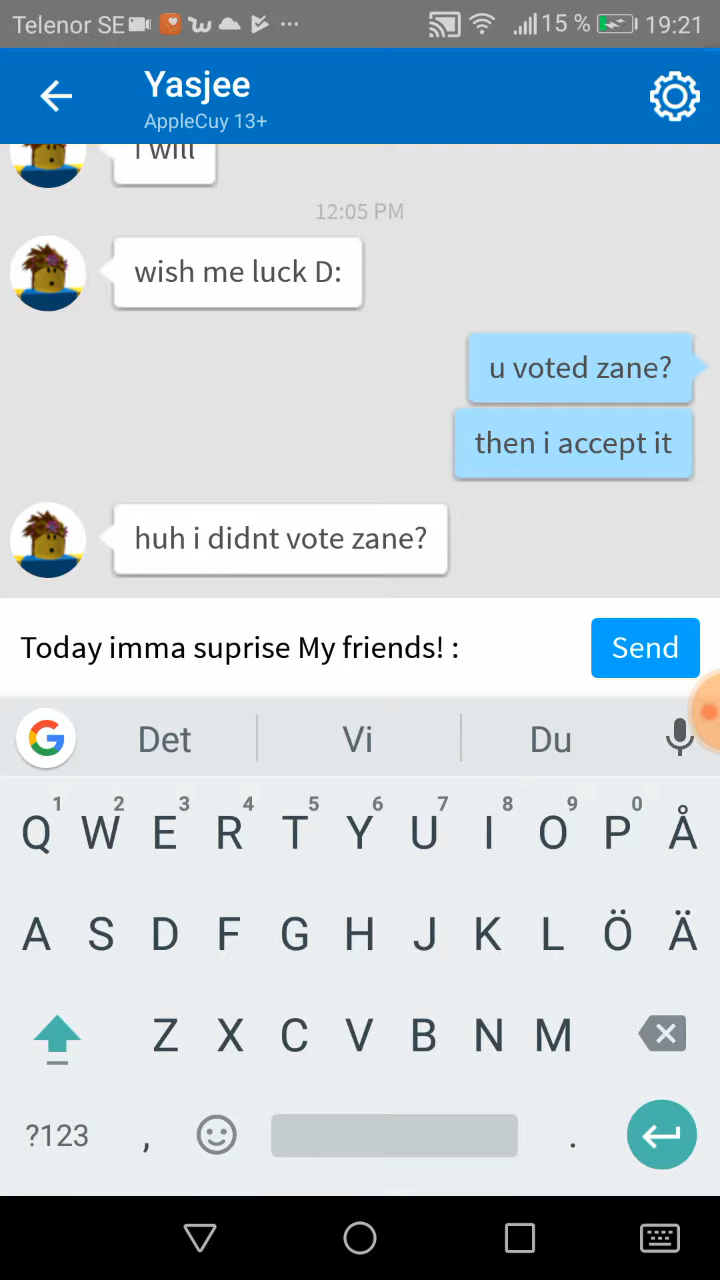 Telenor SE 15 % 19:21
Yasjee
AppleCuy 13+
i will
12:05 PM
wish me luck D:
u voted zane?
then i accept it
huh i didnt vote zane?
Today imma suprise My friends! :
Send
Det Vi Du
1 2 3 4 5 6 7 8 9 0
Q W E R T Y U I O P Å
A S D F G H J K L Ö Ä
Z X C V B N M
?123 , .